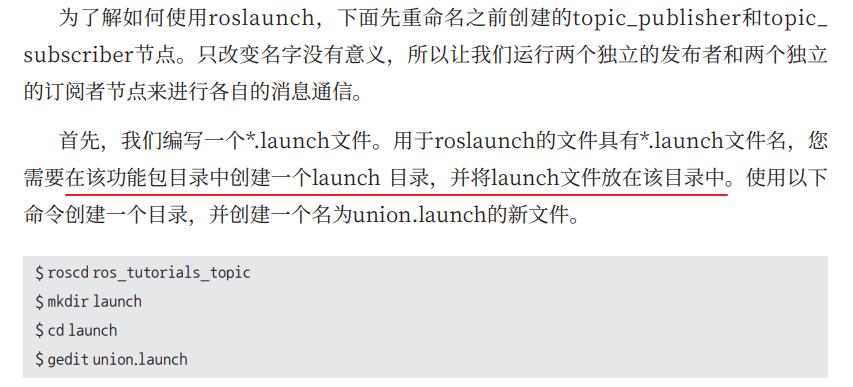 为了解如何使用roslaunch，下面先重命名之前创建的topic_publisher和topic_
subscriber节点。只改变名字没有意义，所以让我们运行两个独立的发布者和两个独立
的订阅者节点来进行各自的消息通信。
首先，我们编写一个*.launch文件。用于roslaunch的文件具有*.launch文件名，您
需要在该功能包目录中创建一个launch 目录，并将launch文件放在该目录中。使用以下
命令创建一个目录，并创建一个名为union.launch的新文件。
$ roscd ros_tutorials_topic
$ mkdir launch
$ cd launch
$ gedit union.launch